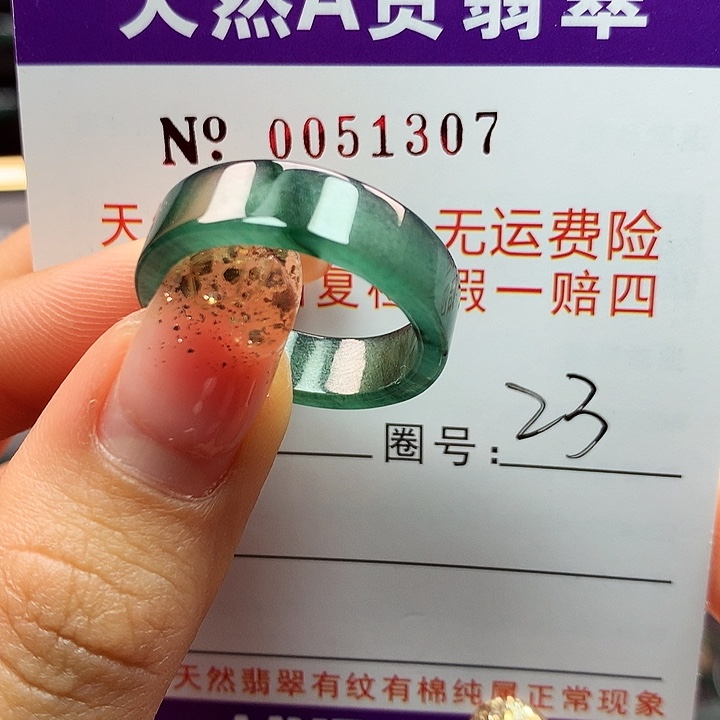 天然A货翡翠
No. 0051307
天 无运费险
复 假一赔四
圈号: 23
天然翡翠有纹有棉纯属正常现象